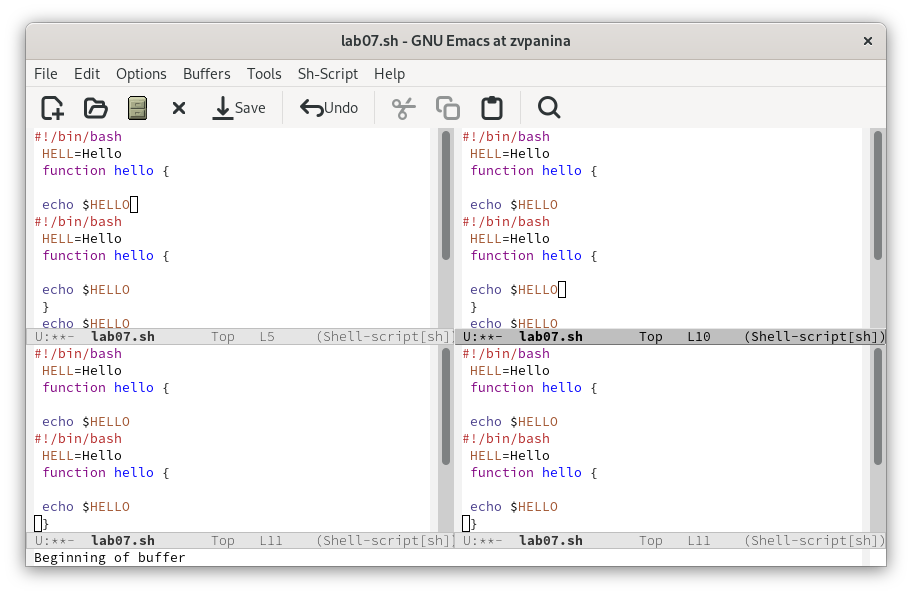 lab07.sh - GNU Emacs at zvpanina
File Edit Options Buffers Tools Sh-Script Help
Save Undo
#!/bin/bash
 HELL=Hello
 function hello {
 echo $HELLO
#!/bin/bash
 HELL=Hello
 function hello {
 echo $HELLO
 }
 echo $HELLO
U:**- lab07.sh Top L5 (Shell-script[sh])
#!/bin/bash
 HELL=Hello
 function hello {
 echo $HELLO
#!/bin/bash
 HELL=Hello
 function hello {
 echo $HELLO
 }
 echo $HELLO
U:**- lab07.sh Top L10 (Shell-script[sh])
#!/bin/bash
 HELL=Hello
 function hello {
 echo $HELLO
#!/bin/bash
 HELL=Hello
 function hello {
 echo $HELLO
 }
U:**- lab07.sh Top L11 (Shell-script[sh])
#!/bin/bash
 HELL=Hello
 function hello {
 echo $HELLO
#!/bin/bash
 HELL=Hello
 function hello {
 echo $HELLO
 }
U:**- lab07.sh Top L11 (Shell-script[sh])
Beginning of buffer